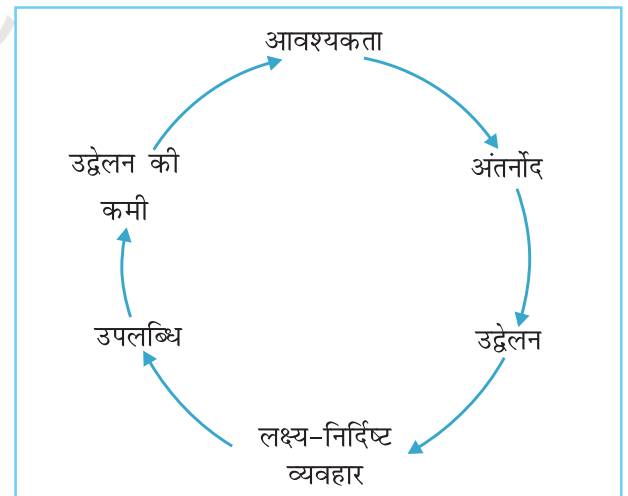 आवश्यकता
अंतर्नोद
उद्वेलन
लक्ष्य-निर्दिष्ट
व्यवहार
उपलब्धि
उद्वेलन की
कमी